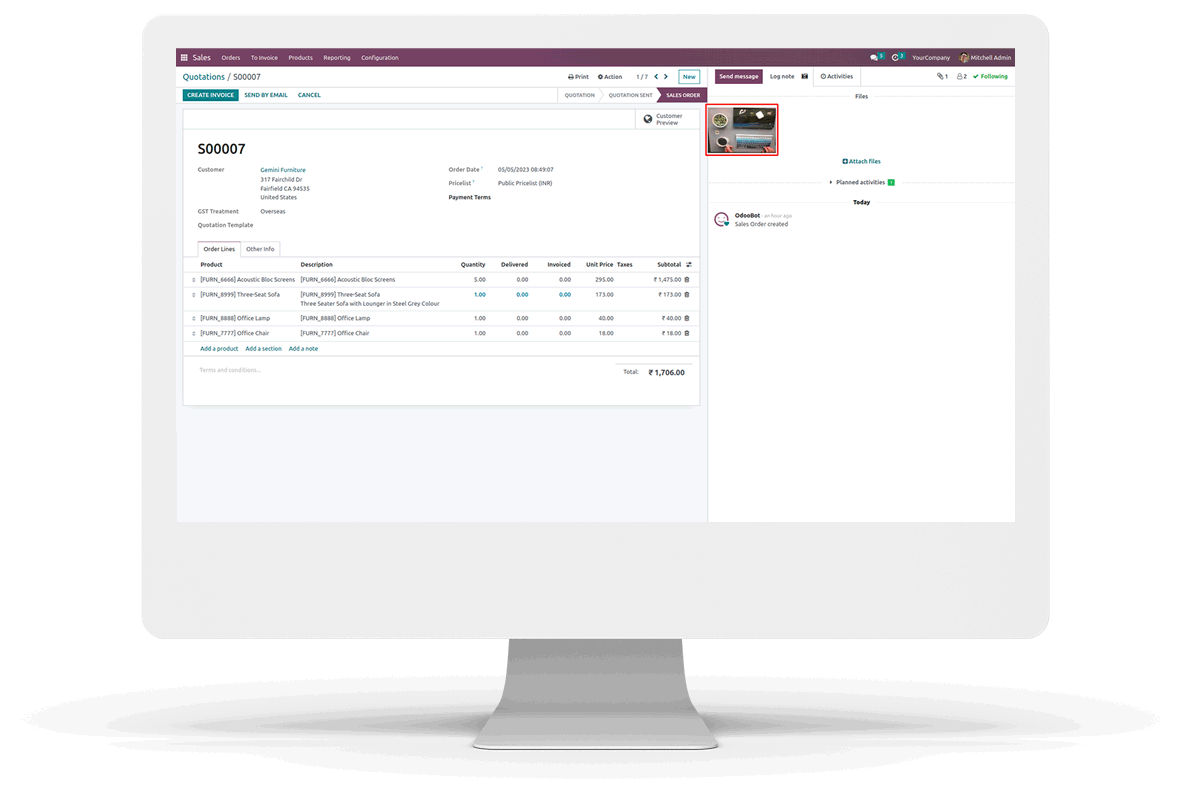 Sales Orders To Invoice Products Reporting Configuration 5 3 YourCompany Mitchell Admin
Quotations / S00007 Print Action 1 / 7 New
Send message Log note Activities 1 2 Following
CREATE INVOICE SEND BY EMAIL CANCEL QUOTATION QUOTATION SENT SALES ORDER
Files
Customer
Preview
S00007
Customer Gemini Furniture
317 Fairchild Dr
Fairfield CA 94535
United States
GST Treatment Overseas
Quotation Template
Order Date ? 05/05/2023 08:49:07
Pricelist ? Public Pricelist (INR)
Payment Terms
Order Lines Other Info
Product Description Quantity Delivered Invoiced Unit Price Taxes Subtotal
[FURN_6666] Acoustic Bloc Screens [FURN_6666] Acoustic Bloc Screens 5.00 0.00 0.00 295.00 ₹ 1,475.00
[FURN_8999] Three-Seat Sofa [FURN_8999] Three-Seat Sofa 1.00 0.00 0.00 173.00 ₹ 173.00
Three Seater Sofa with Lounger in Steel Grey Colour
[FURN_8888] Office Lamp [FURN_8888] Office Lamp 1.00 0.00 0.00 40.00 ₹ 40.00
[FURN_7777] Office Chair [FURN_7777] Office Chair 1.00 0.00 0.00 18.00 ₹ 18.00
Add a product Add a section Add a note
Terms and conditions...
Total: ₹ 1,706.00
Attach files
Planned activities 1
Today
OdooBot - an hour ago
Sales Order created